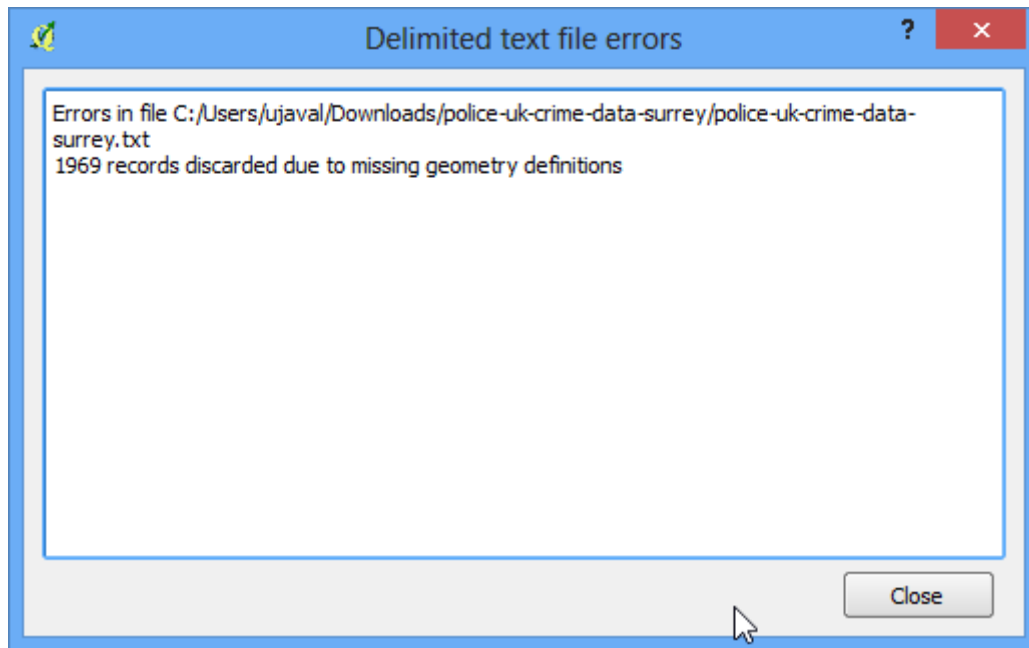 Delimited text file errors
?
Errors in file C:/Users/ujaval/Downloads/police-uk-crime-data-surrey/police-uk-crime-data-
surrey.txt
1969 records discarded due to missing geometry definitions
Close